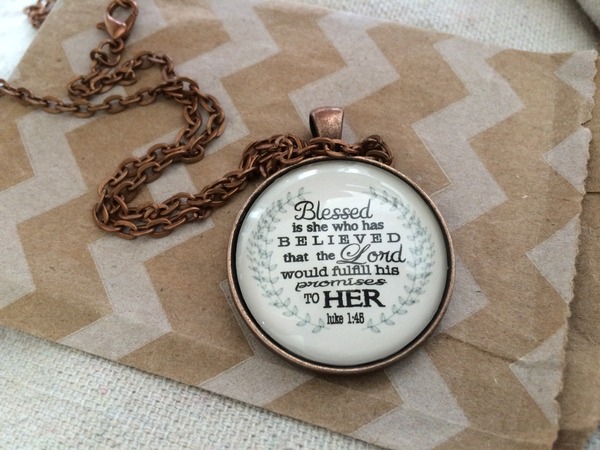 Blessed
is she who has
BELIEVED
that the Lord
would fulfill his
promises
TO HER
luke 1:45